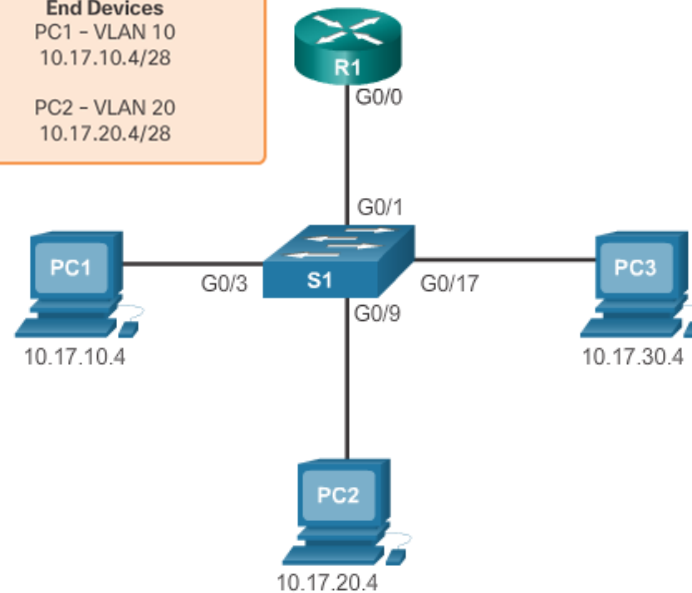 End Devices
PC1 – VLAN 10
10.17.10.4/28
PC2 – VLAN 20
10.17.20.4/28
R1
G0/0
G0/1
PC1
G0/3
S1
G0/17
PC3
G0/9
10.17.10.4
10.17.30.4
PC2
10.17.20.4